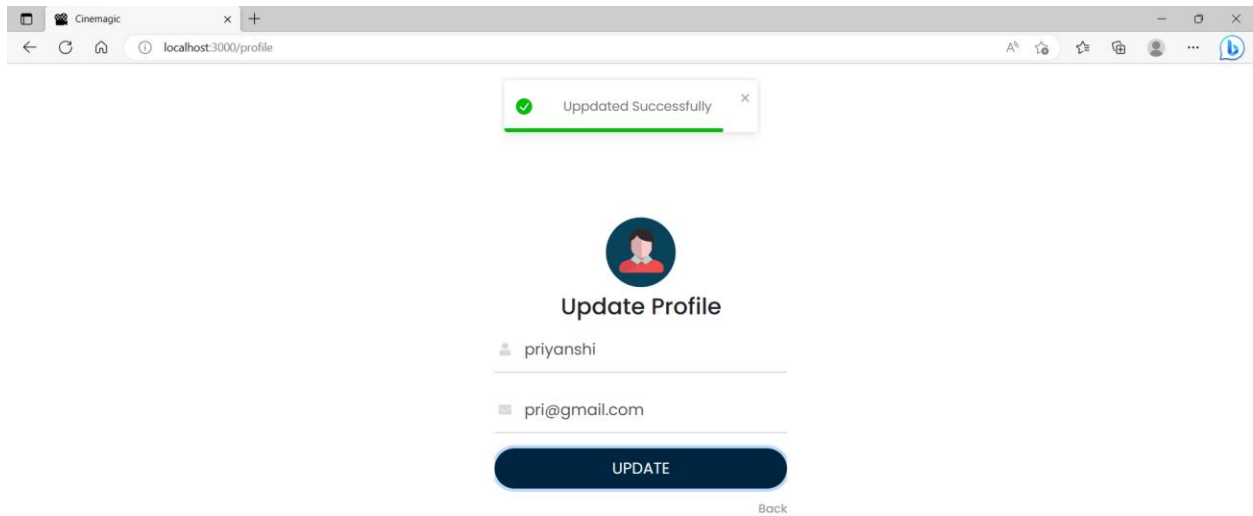 Cinemagic
localhost:3000/profile
Uppdated Successfully
Update Profile
priyanshi
pri@gmail.com
UPDATE
Back